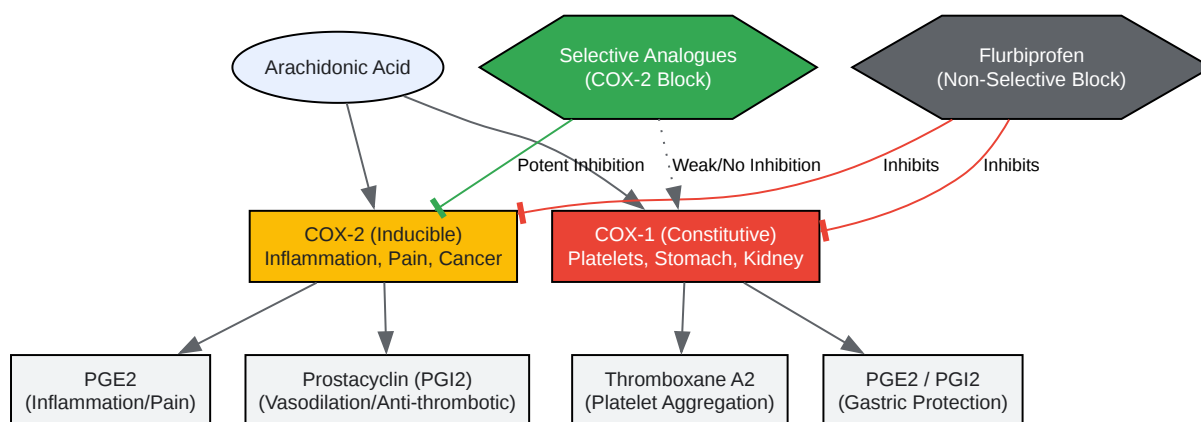 Arachidonic Acid
Selective Analogues
(COX-2 Block)
Flurbiprofen
(Non-Selective Block)
Potent Inhibition
Weak/No Inhibition
Inhibits
Inhibits
COX-2 (Inducible)
Inflammation, Pain, Cancer
COX-1 (Constitutive)
Platelets, Stomach, Kidney
PGE2
(Inflammation/Pain)
Prostacyclin (PGI2)
(Vasodilation/Anti-thrombotic)
Thromboxane A2
(Platelet Aggregation)
PGE2 / PGI2
(Gastric Protection)